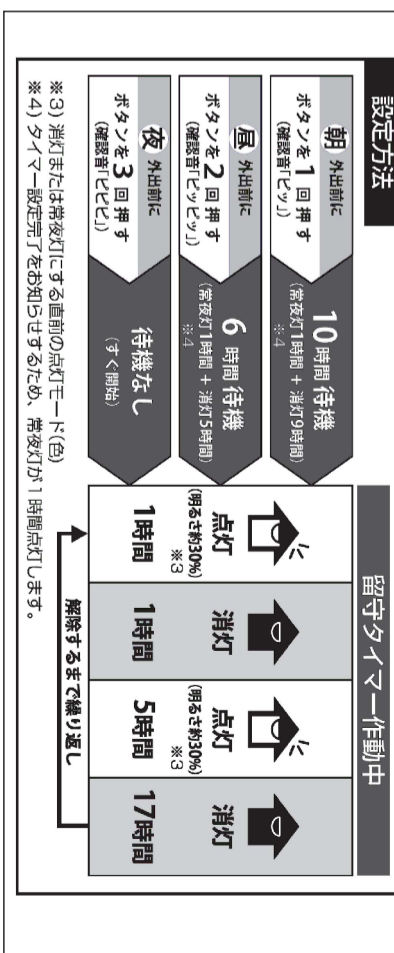 設定方法
留守タイマー作動中
朝 外出前に
ボタンを1回押す
(確認音「ピッ」)
10時間待機
(常夜灯1時間 + 消灯9時間)
※4
昼 外出前に
ボタンを2回押す
(確認音「ピッピッ」)
6時間待機
(常夜灯1時間 + 消灯5時間)
※4
夜 外出前に
ボタンを3回押す
(確認音「ピピピ」)
待機なし
(すぐ開始)
点灯
(明るさ約30%)
※3
1時間
消灯
1時間
点灯
(明るさ約30%)
※3
5時間
消灯
17時間
解除するまで繰り返し
※3) 消灯または常夜灯にする直前の点灯モード(色)
※4) タイマー設定完了をお知らせするため、常夜灯が1時間点灯します。